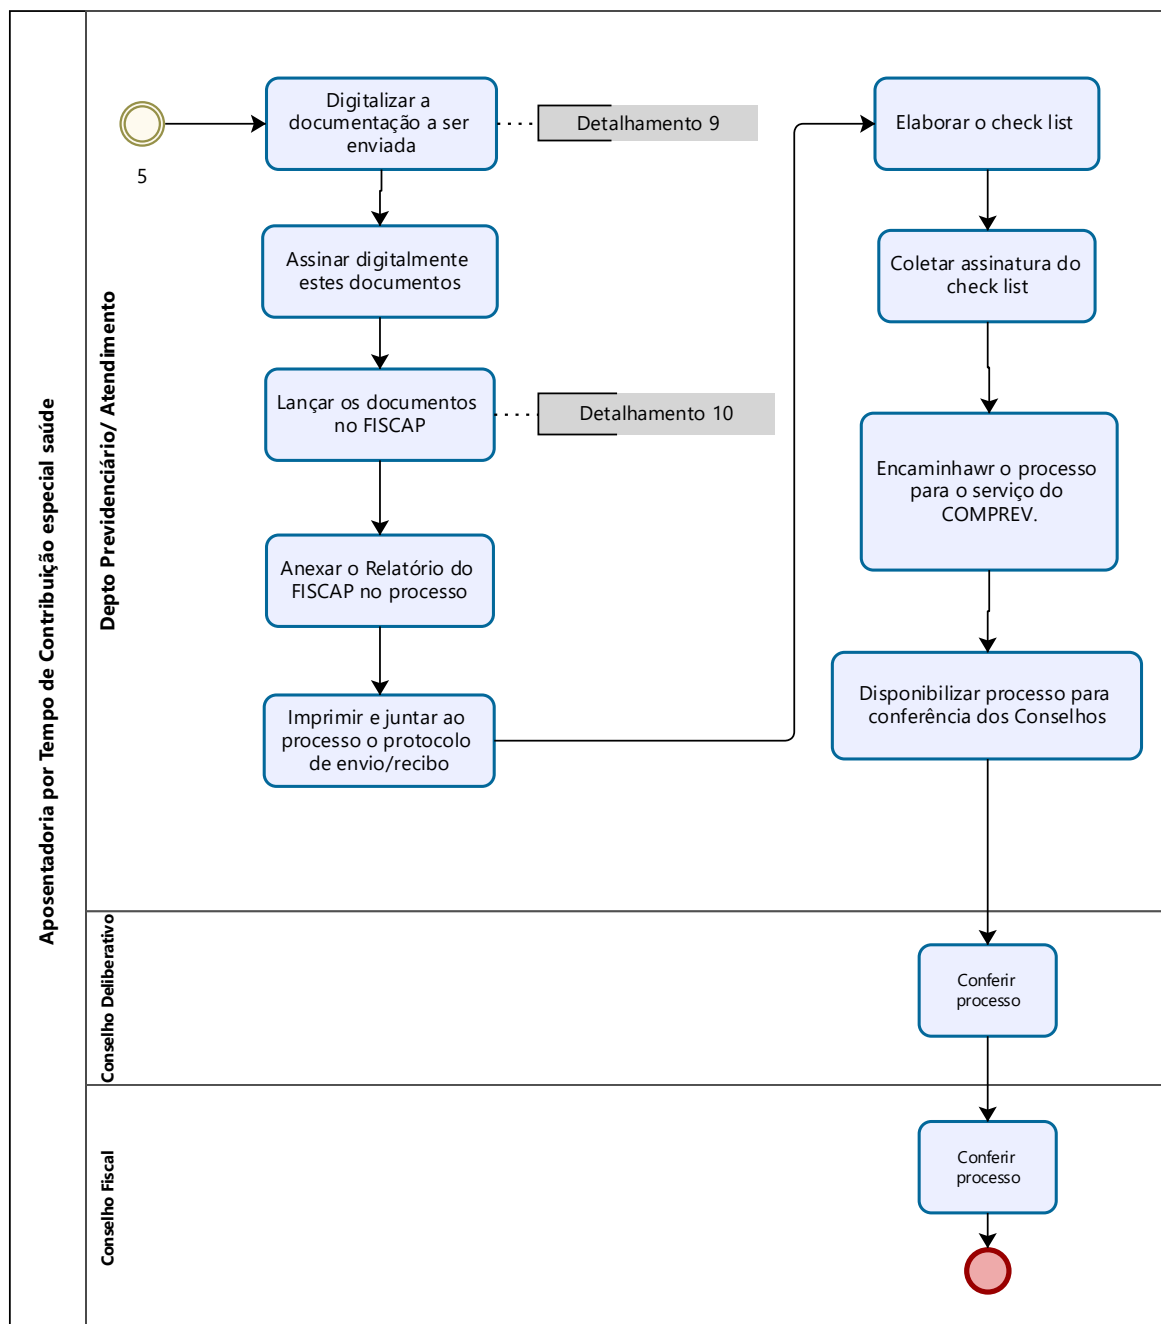 Aposentadoria por Tempo de Contribuição especial saúde
Depto Previdenciário/ Atendimento
5
Digitalizar a
documentação a ser
enviada
Detalhamento 9
Assinar digitalmente
estes documentos
Lançar os documentos
no FISCAP
Detalhamento 10
Anexar o Relatório do
FISCAP no processo
Imprimir e juntar ao
processo o protocolo
de envio/recibo
Elaborar o check list
Coletar assinatura do
check list
Encaminhawr o processo
para o serviço do
COMPREV.
Disponibilizar processo para
conferência dos Conselhos
Conselho Deliberativo
Conferir
processo
Conselho Fiscal
Conferir
processo